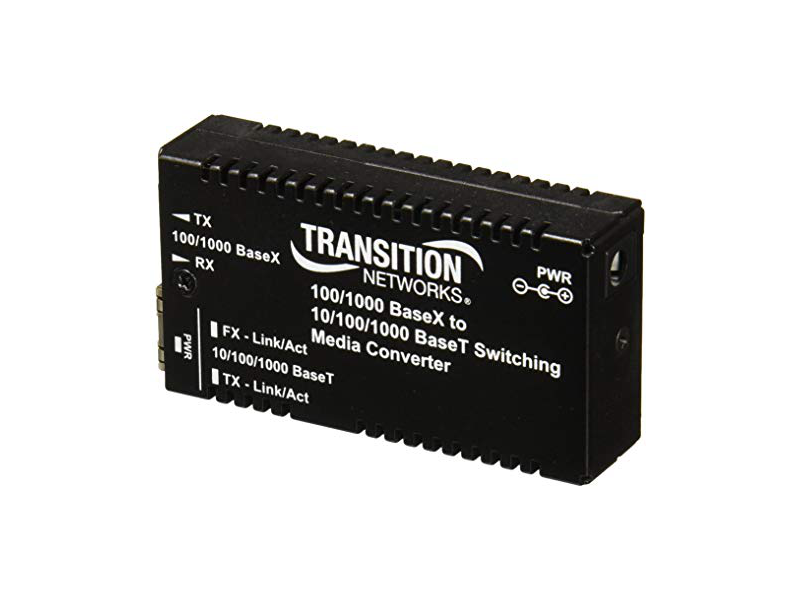 TX
100/1000 BaseX
RX
PWR
FX - Link/Act
10/100/1000 BaseT
TX - Link/Act
TRANSITION
NETWORKS®
100/1000 BaseX to
10/100/1000 BaseT Switching
Media Converter
PWR